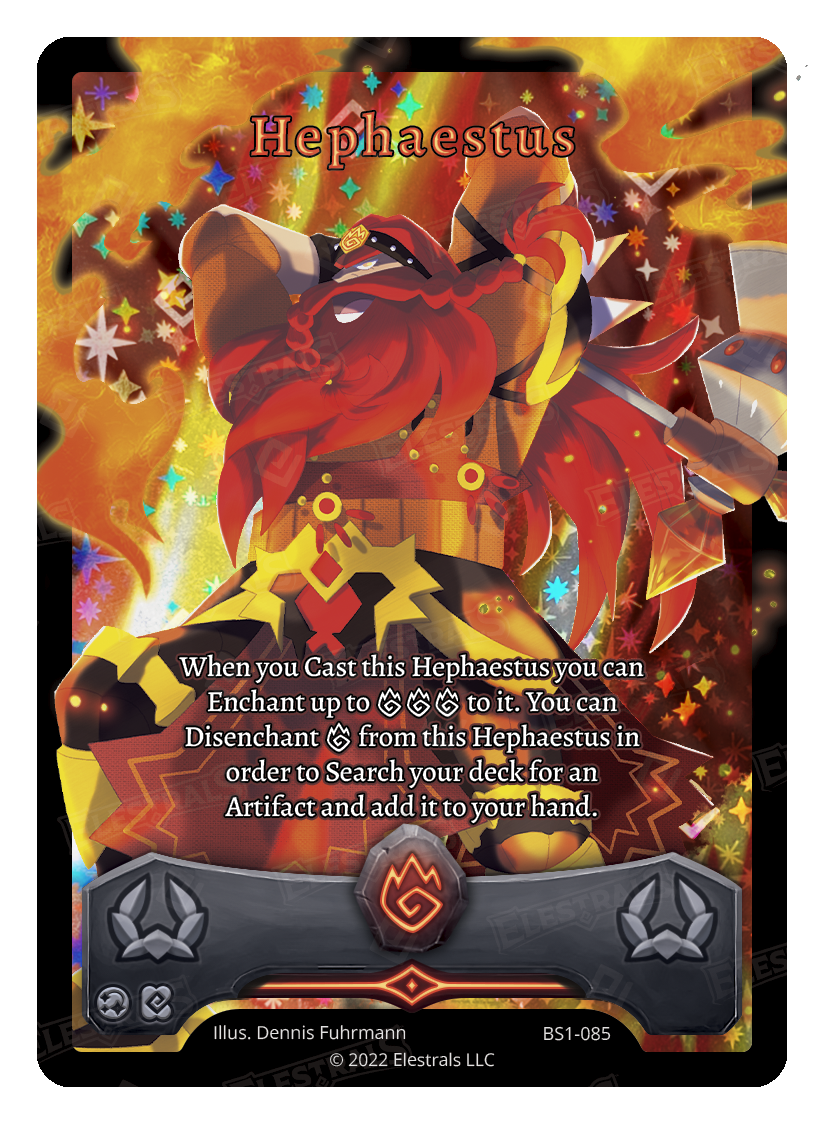 Hephaestus
When you Cast this Hephaestus you can
Enchant up to to it. You can
Disenchant from this Hephaestus in
order to Search your deck for an
Artifact and add it to your hand.
Illus. Dennis Fuhrmann
BS1-085
© 2022 Elestrals LLC
ELESTRALS